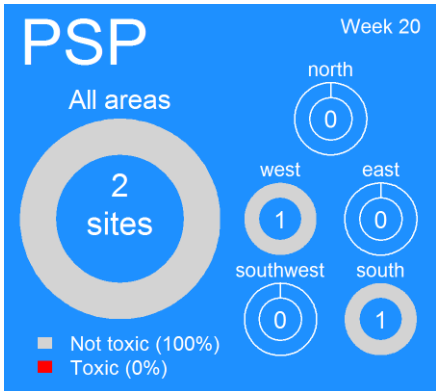 PSP
Week 20
All areas
2
sites
north
0
west
1
east
0
southwest
0
south
1
Not toxic (100%)
Toxic (0%)